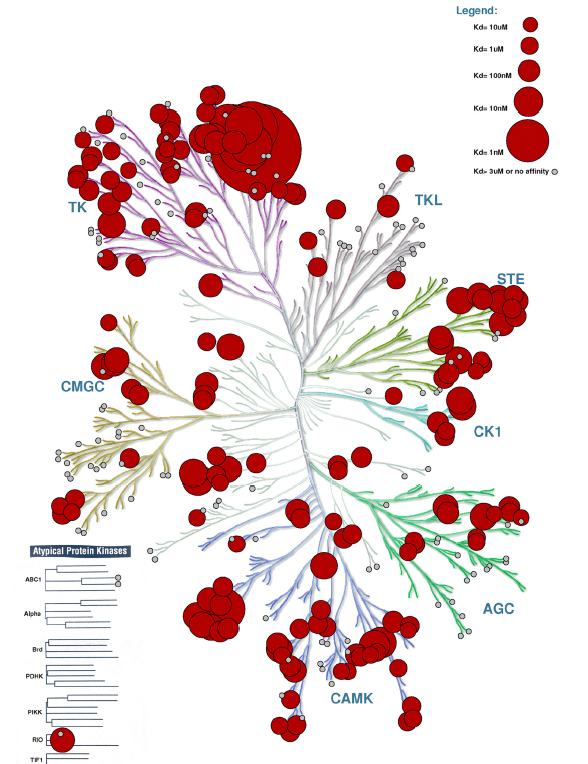 Legend:
Kd= 10uM
Kd= 1uM
Kd= 100nM
Kd= 10nM
Kd= 1nM
Kd> 3uM or no affinity
TK
TKL
STE
CMGC
CK1
AGC
CAMK
Atypical Protein Kinases
ABC1
Alpha
Brd
PDHK
PIKK
RIO
TIF1